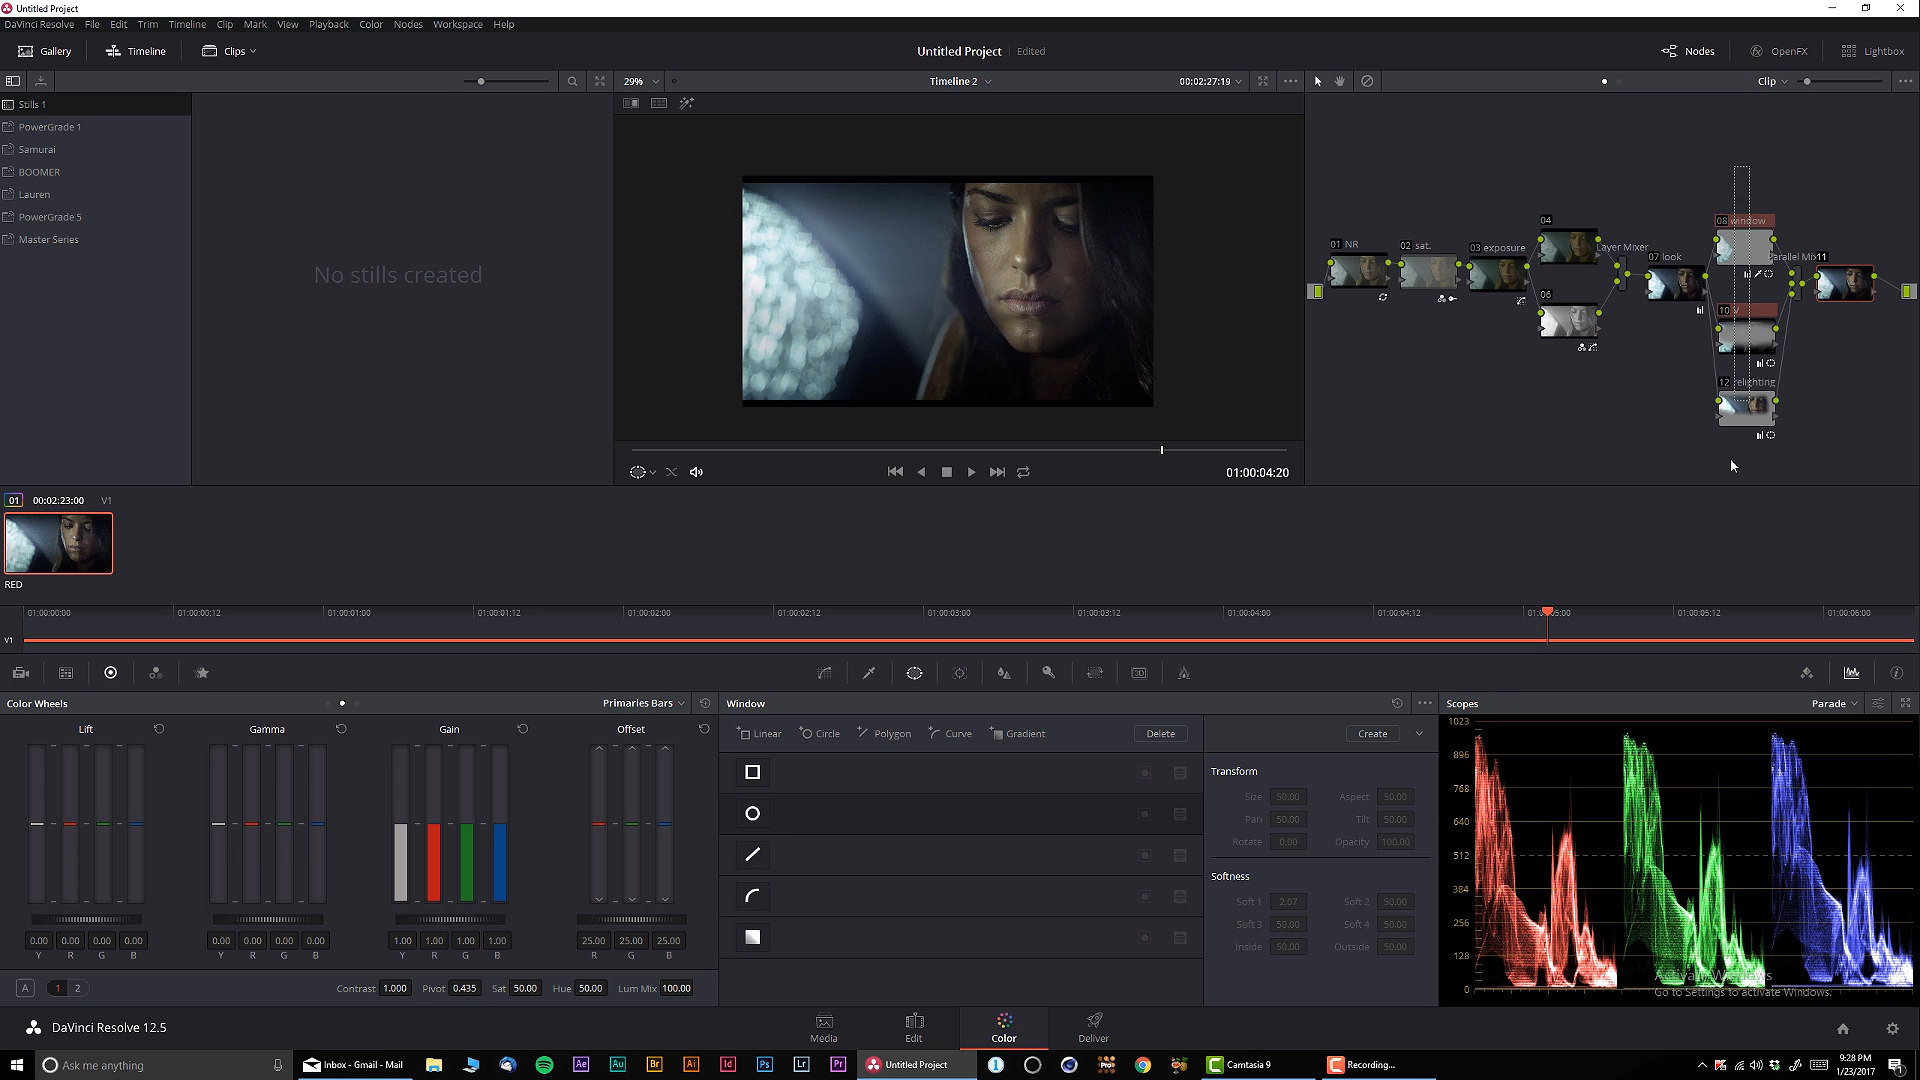 Untitled Project
DaVinci Resolve File Edit Trim Timeline Clip Mark View Playback Color Nodes Workspace Help
Gallery Timeline Clips Untitled Project Edited Nodes OpenFX Lightbox
29% Timeline 2 00:02:27:19 Clip
Stills 1
PowerGrade 1
Samurai
BOOMER
Lauren
PowerGrade 5
Master Series
No stills created
01 NR
02 sat.
03 exposure
04
06
Layer Mixer
07 look
08 window
10
12 relighting
Parallel Mix 11
01:00:04:20
01 00:02:23:00 V1
RED
01:00:00:00 01:00:00:12 01:00:01:00 01:00:01:12 01:00:02:00 01:00:02:12 01:00:03:00 01:00:03:12 01:00:04:00 01:00:04:12 01:00:05:12 01:00:06:00
V1
Color Wheels Primaries Bars
Lift Gamma Gain Offset
0.00 0.00 0.00 0.00 0.00 0.00 0.00 0.00 1.00 1.00 1.00 1.00 25.00 25.00 25.00
Y R G B Y R G B Y R G B R G B
A 1 2 Contrast 1.000 Pivot 0.435 Sat 50.00 Hue 50.00 Lum Mix 100.00
Window
Linear Circle Polygon Curve Gradient Delete
Create
Transform
Size 50.00 Aspect 50.00
Pan 50.00 Tilt 50.00
Rotate 0.00 Opacity 100.00
Softness
Soft 1 2.07 Soft 2 50.00
Soft 3 50.00 Soft 4 50.00
Inside 50.00 Outside 50.00
Scopes Parade
1023
896
768
640
512
384
256
128
0
Activate Windows
Go to Settings to activate Windows.
DaVinci Resolve 12.5
Media Edit Color Deliver
Ask me anything
Inbox - Gmail - Mail
Ae Au Br Ai Id Ps Lr Pr
Untitled Project
Camtasia 9
Recording...
9:28 PM
1/23/2017